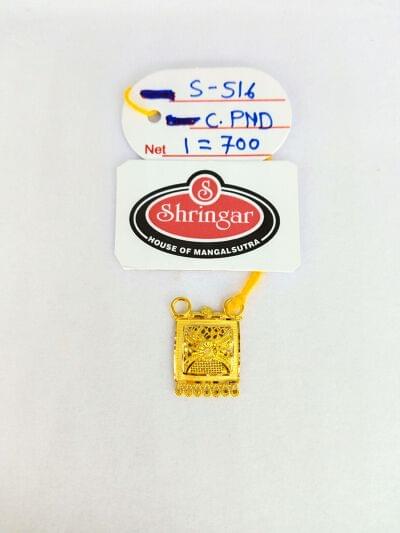 S-516
C.PND
Net 1=700
S
Shringar
HOUSE OF MANGALSUTRA